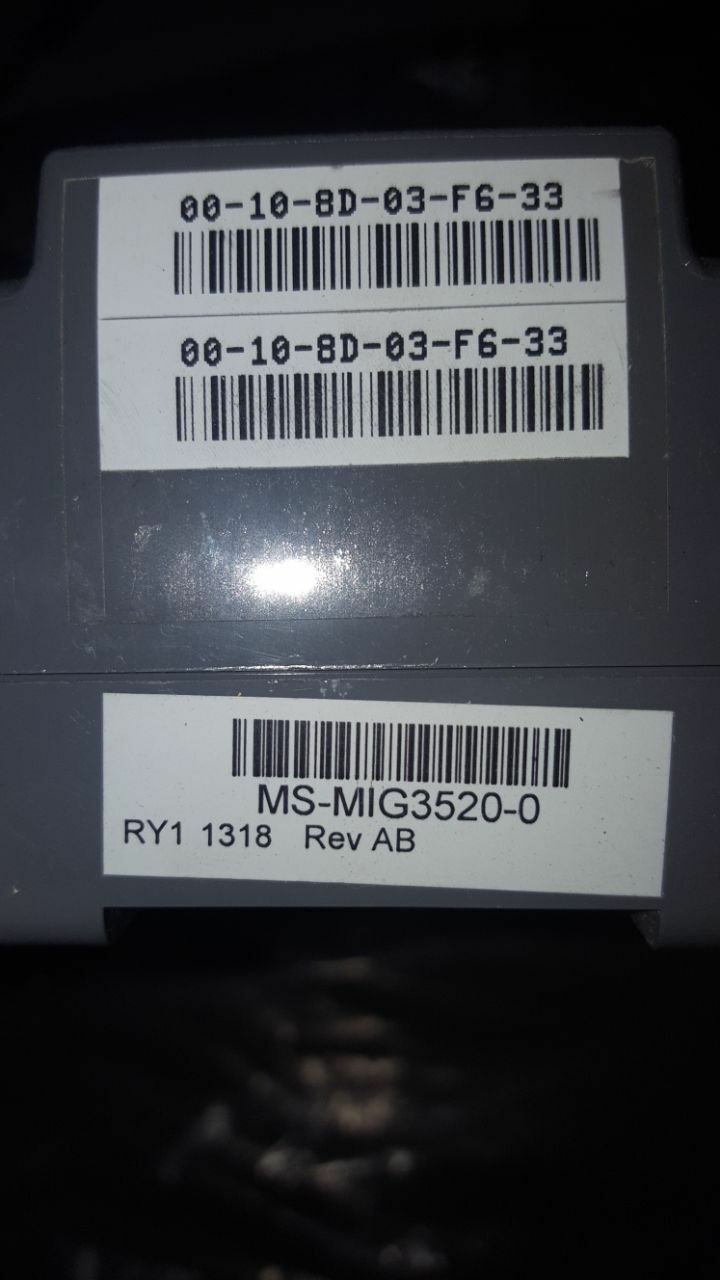 00-10-8D-03-F6-33
00-10-8D-03-F6-33
MS-MIG3520-0
RY1 1318 Rev AB